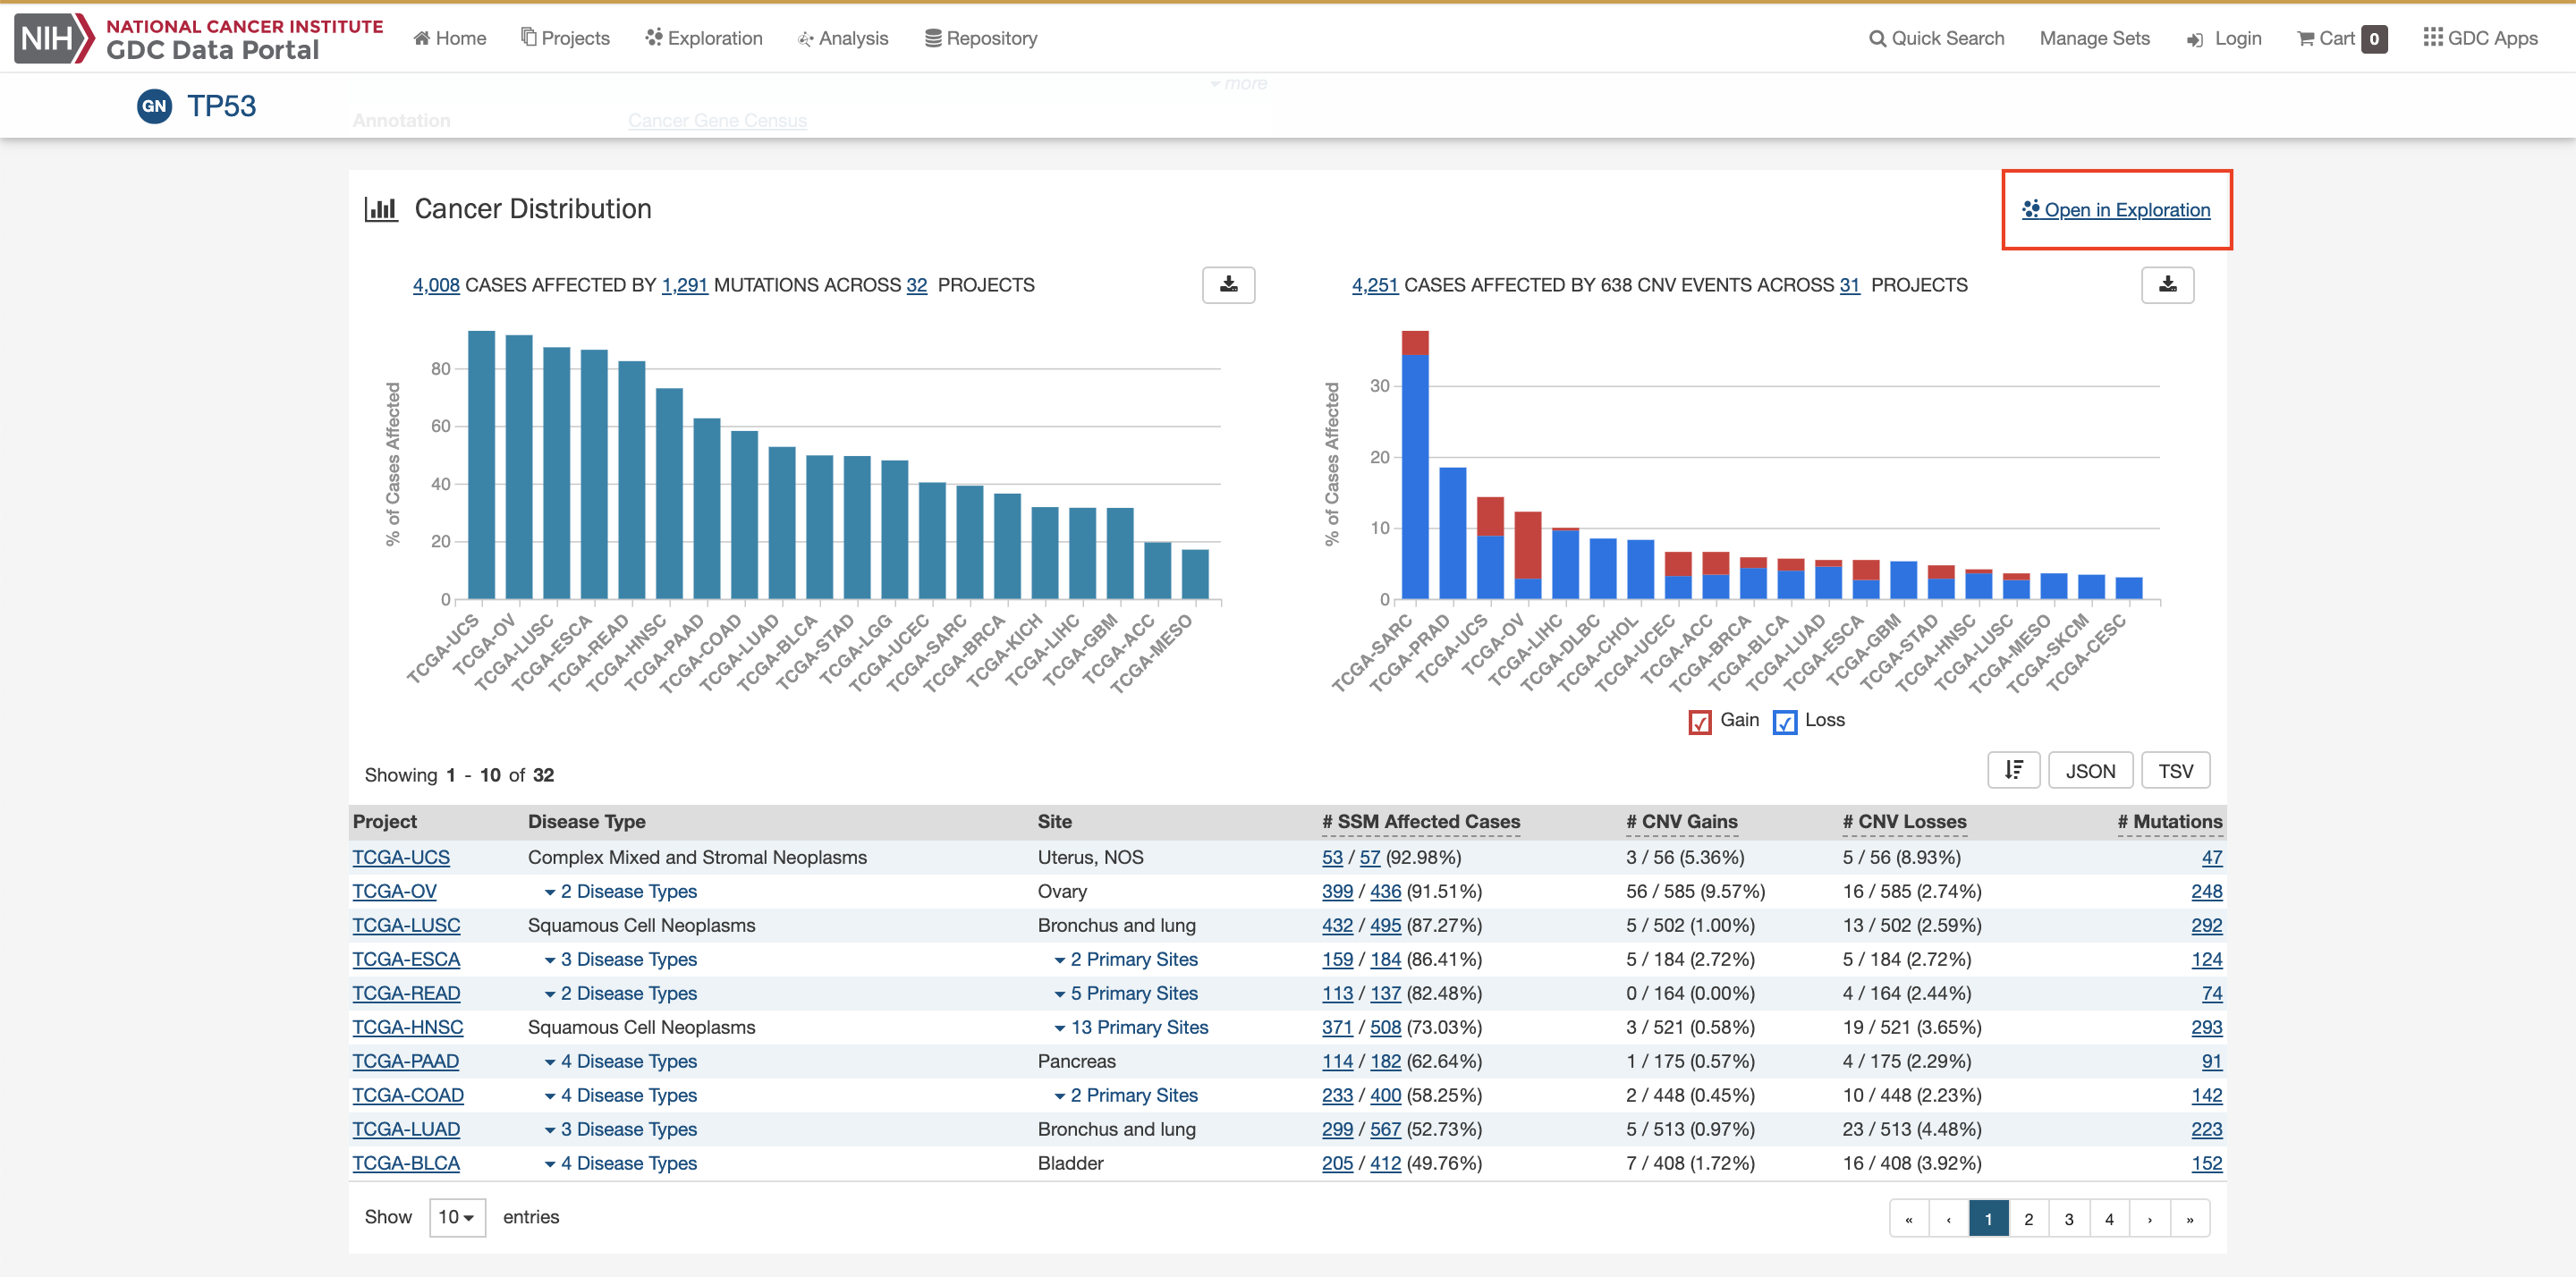 NIH NATIONAL CANCER INSTITUTE
GDC Data Portal
Home Projects Exploration Analysis Repository
Quick Search Manage Sets Login Cart 0 GDC Apps
more
GN TP53
Annotation Cancer Gene Census
Cancer Distribution
Open in Exploration
4,008 CASES AFFECTED BY 1,291 MUTATIONS ACROSS 32 PROJECTS
% of Cases Affected
80
60
40
20
0
TCGA-UCS
TCGA-OV
TCGA-LUSC
TCGA-ESCA
TCGA-READ
TCGA-HNSC
TCGA-PAAD
TCGA-COAD
TCGA-LUAD
TCGA-BLCA
TCGA-STAD
TCGA-LGG
TCGA-UCEC
TCGA-SARC
TCGA-BRCA
TCGA-KICH
TCGA-LIHC
TCGA-GBM
TCGA-ACC
TCGA-MESO
4,251 CASES AFFECTED BY 638 CNV EVENTS ACROSS 31 PROJECTS
% of Cases Affected
30
20
10
0
TCGA-SARC
TCGA-PRAD
TCGA-UCS
TCGA-OV
TCGA-LIHC
TCGA-DLBC
TCGA-CHOL
TCGA-UCEC
TCGA-ACC
TCGA-BRCA
TCGA-BLCA
TCGA-LUAD
TCGA-ESCA
TCGA-GBM
TCGA-STAD
TCGA-HNSC
TCGA-LUSC
TCGA-MESO
TCGA-SKCM
TCGA-CESC
Gain Loss
Showing 1 - 10 of 32
JSON TSV
Project Disease Type Site # SSM Affected Cases # CNV Gains # CNV Losses # Mutations
TCGA-UCS Complex Mixed and Stromal Neoplasms Uterus, NOS 53 / 57 (92.98%) 3 / 56 (5.36%) 5 / 56 (8.93%) 47
TCGA-OV 2 Disease Types Ovary 399 / 436 (91.51%) 56 / 585 (9.57%) 16 / 585 (2.74%) 248
TCGA-LUSC Squamous Cell Neoplasms Bronchus and lung 432 / 495 (87.27%) 5 / 502 (1.00%) 13 / 502 (2.59%) 292
TCGA-ESCA 3 Disease Types 2 Primary Sites 159 / 184 (86.41%) 5 / 184 (2.72%) 5 / 184 (2.72%) 124
TCGA-READ 2 Disease Types 5 Primary Sites 113 / 137 (82.48%) 0 / 164 (0.00%) 4 / 164 (2.44%) 74
TCGA-HNSC Squamous Cell Neoplasms 13 Primary Sites 371 / 508 (73.03%) 3 / 521 (0.58%) 19 / 521 (3.65%) 293
TCGA-PAAD 4 Disease Types Pancreas 114 / 182 (62.64%) 1 / 175 (0.57%) 4 / 175 (2.29%) 91
TCGA-COAD 4 Disease Types 2 Primary Sites 233 / 400 (58.25%) 2 / 448 (0.45%) 10 / 448 (2.23%) 142
TCGA-LUAD 3 Disease Types Bronchus and lung 299 / 567 (52.73%) 5 / 513 (0.97%) 23 / 513 (4.48%) 223
TCGA-BLCA 4 Disease Types Bladder 205 / 412 (49.76%) 7 / 408 (1.72%) 16 / 408 (3.92%) 152
Show 10 entries
« ‹ 1 2 3 4 › »